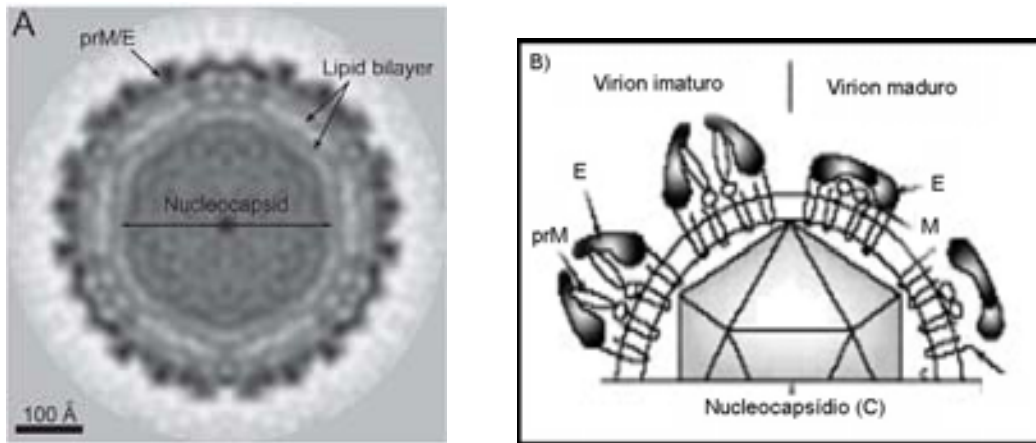 A
prM/E
Lipid bilayer
Nucleocapsid
100 Å
B)
Virion imaturo
Virion maduro
E
E
prM
M
Nucleocapsídio (C)